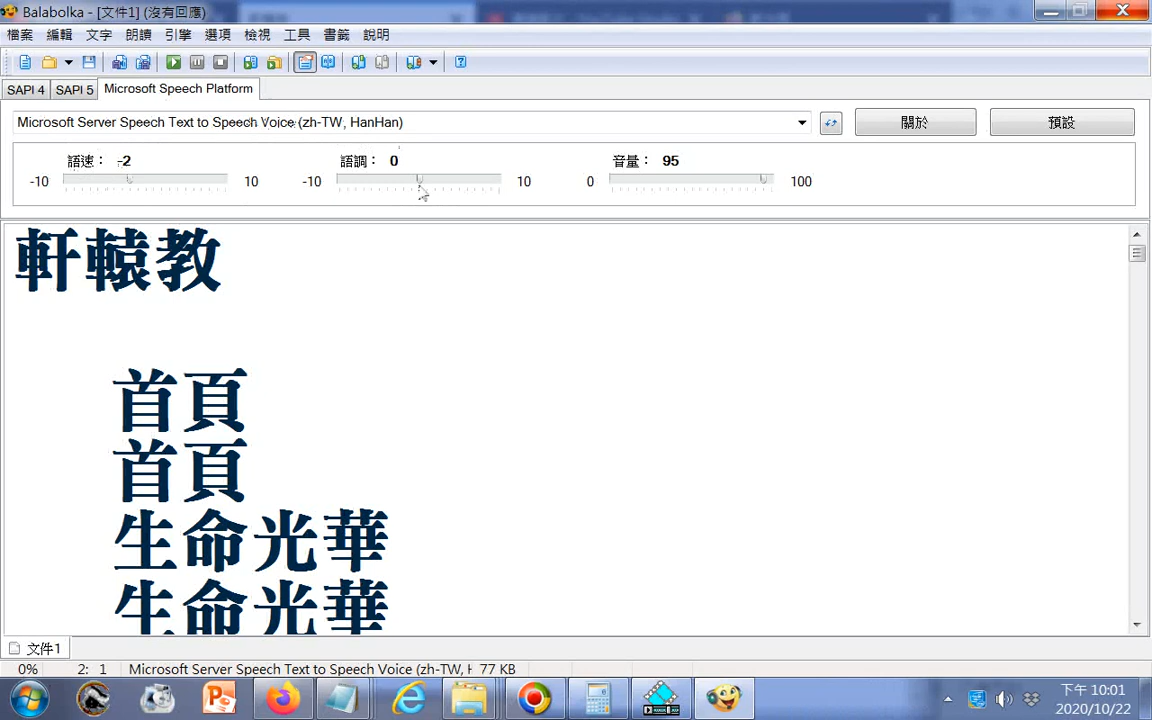 Balabolka - [文件1] (沒有回應)
檔案 編輯 文字 朗讀 引擎 選項 檢視 工具 書籤 說明
SAPI 4 SAPI 5 Microsoft Speech Platform
Microsoft Server Speech Text to Speech Voice (zh-TW, HanHan) 關於 預設
語速： -2 語調： 0 音量： 95
-10 10 -10 10 0 100
軒轅教
首頁
首頁
生命光華
生命光華
文件1
0% 2: 1 Microsoft Server Speech Text to Speech Voice (zh-TW, H 77 KB
下午 10:01
2020/10/22